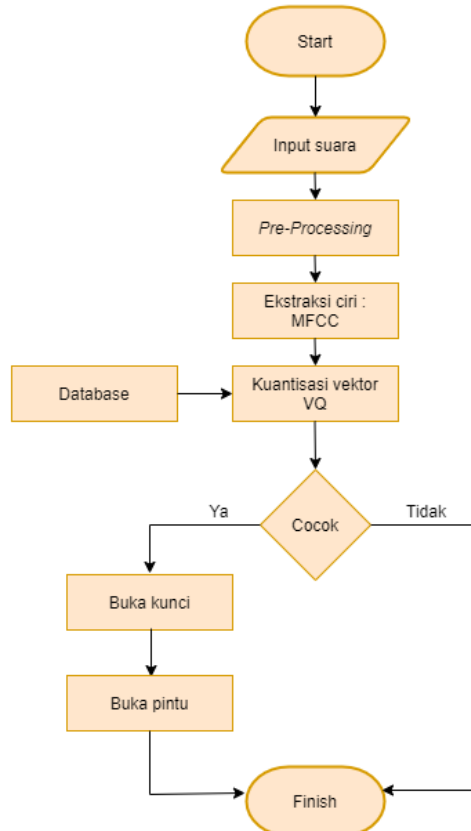 Start
Input suara
Pre-Processing
Ekstraksi ciri :
MFCC
Database
Kuantisasi vektor
VQ
Ya
Cocok
Tidak
Buka kunci
Buka pintu
Finish